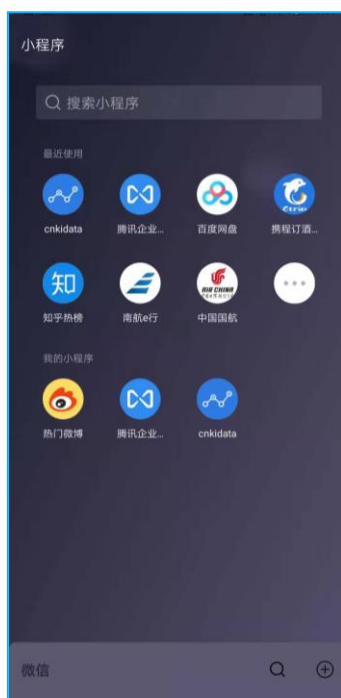 小程序
搜索小程序
最近使用
cnkidata 腾讯企业... 百度网盘 携程订酒...
知
知乎热榜 南航e行 中国国航
AIR CHINA
我的小程序
热门微博 腾讯企业... cnkidata
微信